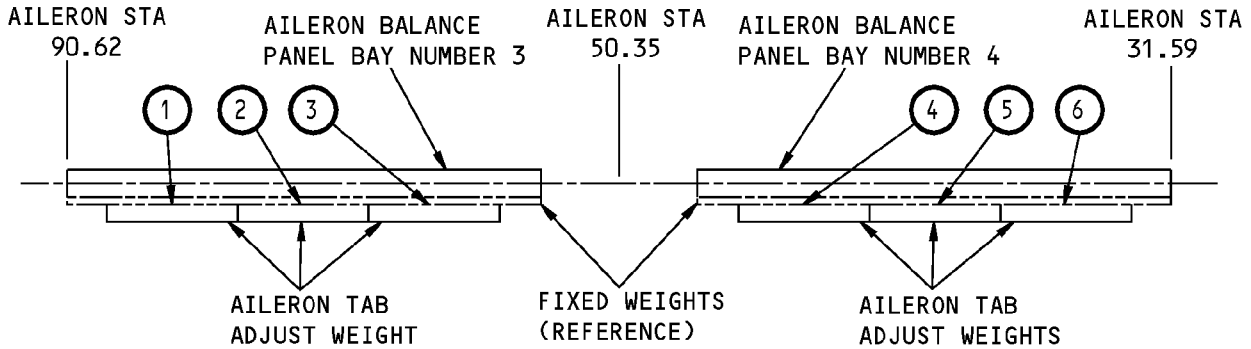 AILERON STA
90.62
AILERON BALANCE
PANEL BAY NUMBER 3
AILERON STA
50.35
AILERON BALANCE
PANEL BAY NUMBER 4
AILERON STA
31.59
1
2
3
4
5
6
AILERON TAB
ADJUST WEIGHT
FIXED WEIGHTS
(REFERENCE)
AILERON TAB
ADJUST WEIGHTS